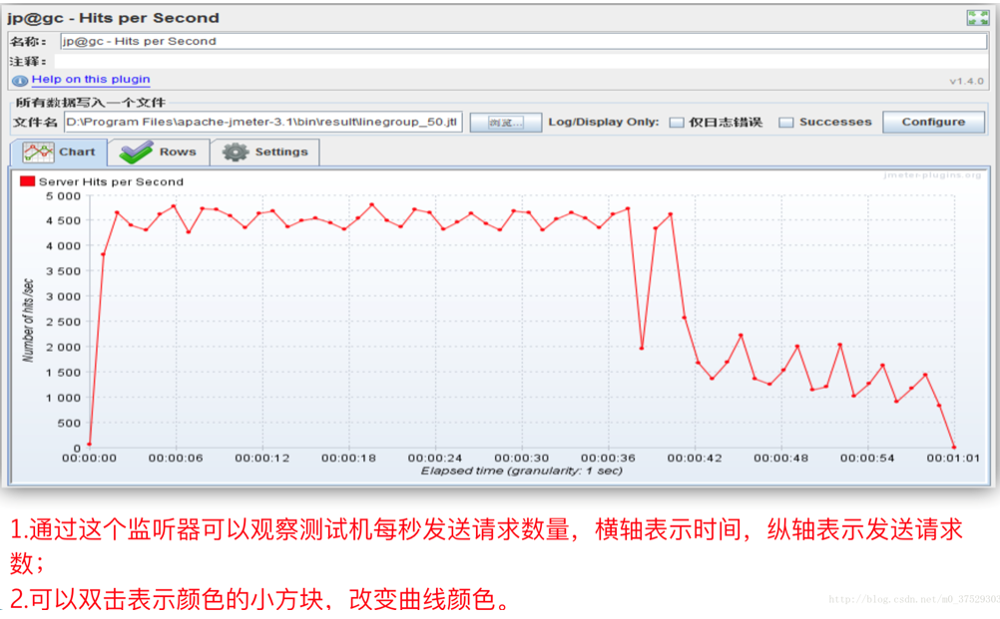 jp@gc - Hits per Second
名称： jp@gc - Hits per Second
注释：
Help on this plugin v1.4.0
所有数据写入一个文件
文件名 D:\Program Files\apache-jmeter-3.1\bin\result\linegroup_50.jtl 浏览... Log/Display Only: 仅日志错误 Successes Configure
Chart Rows Settings
jmeter-plugins.org
Server Hits per Second
5 000
4 500
4 000
3 500
3 000
2 500
2 000
1 500
1 000
500
0
Number of hits /sec
00:00:00 00:00:06 00:00:12 00:00:18 00:00:24 00:00:30 00:00:36 00:00:42 00:00:48 00:00:54 00:01:01
Elapsed time (granularity: 1 sec)
1.通过这个监听器可以观察测试机每秒发送请求数量，横轴表示时间，纵轴表示发送请求
数；
2.可以双击表示颜色的小方块，改变曲线颜色。
http://blog.csdn.net/m0_37529303